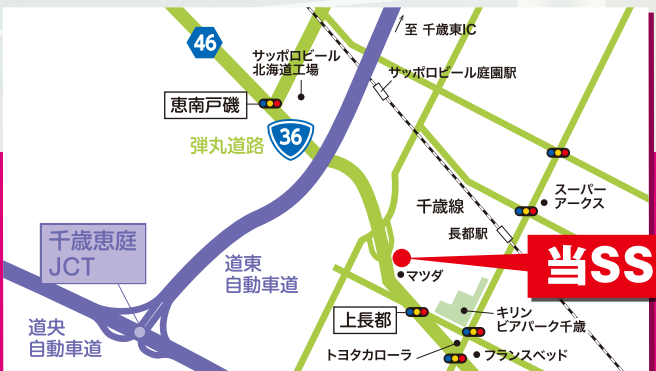 至 千歳東IC
46
サッポロビール
北海道工場
サッポロビール庭園駅
恵南戸磯
36
弾丸道路
スーパー
アークス
千歳線
長都駅
千歳恵庭
JCT
道東
自動車道
当SS
マツダ
上長都
キリン
ビアパーク千歳
道央
自動車道
トヨタカローラ
フランスベッド